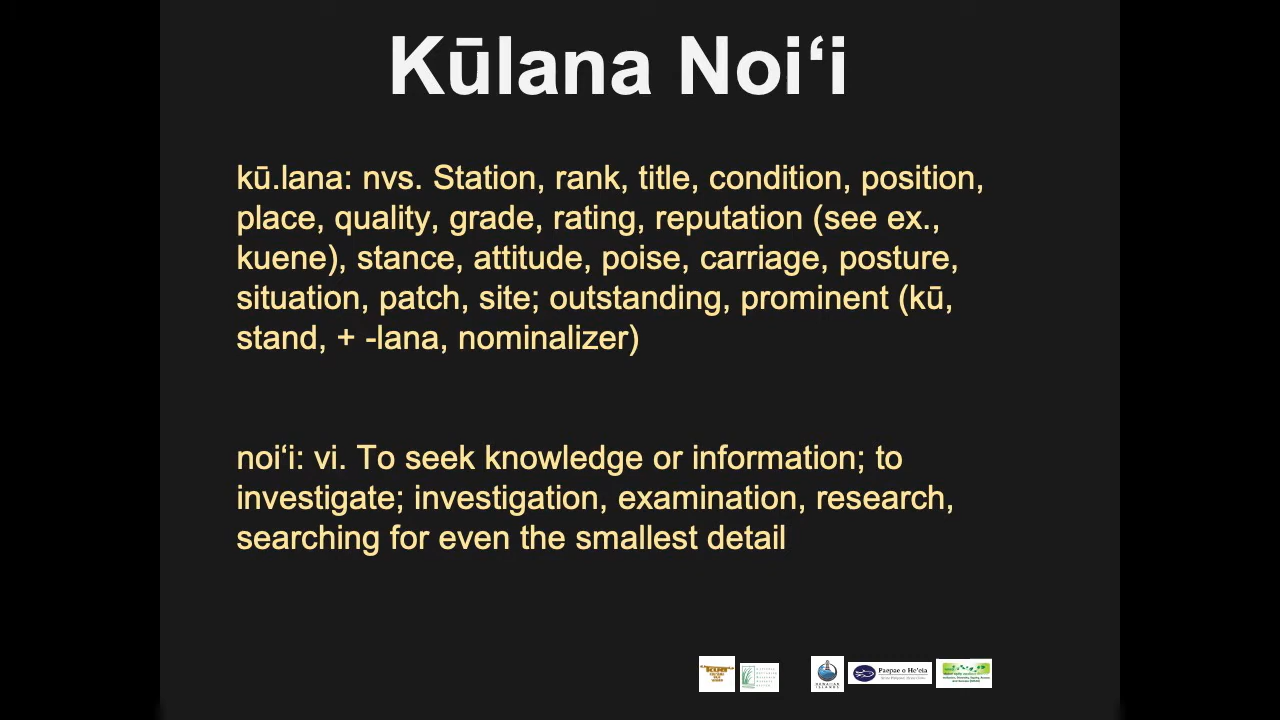 Kūlana Noiʻi
kū.lana: nvs. Station, rank, title, condition, position,
place, quality, grade, rating, reputation (see ex.,
kuene), stance, attitude, poise, carriage, posture,
situation, patch, site; outstanding, prominent (kū,
stand, + -lana, nominalizer)
noiʻi: vi. To seek knowledge or information; to
investigate; investigation, examination, research,
searching for even the smallest detail
HAWAIIAN
ISLANDS
Paepae o Heʻeia